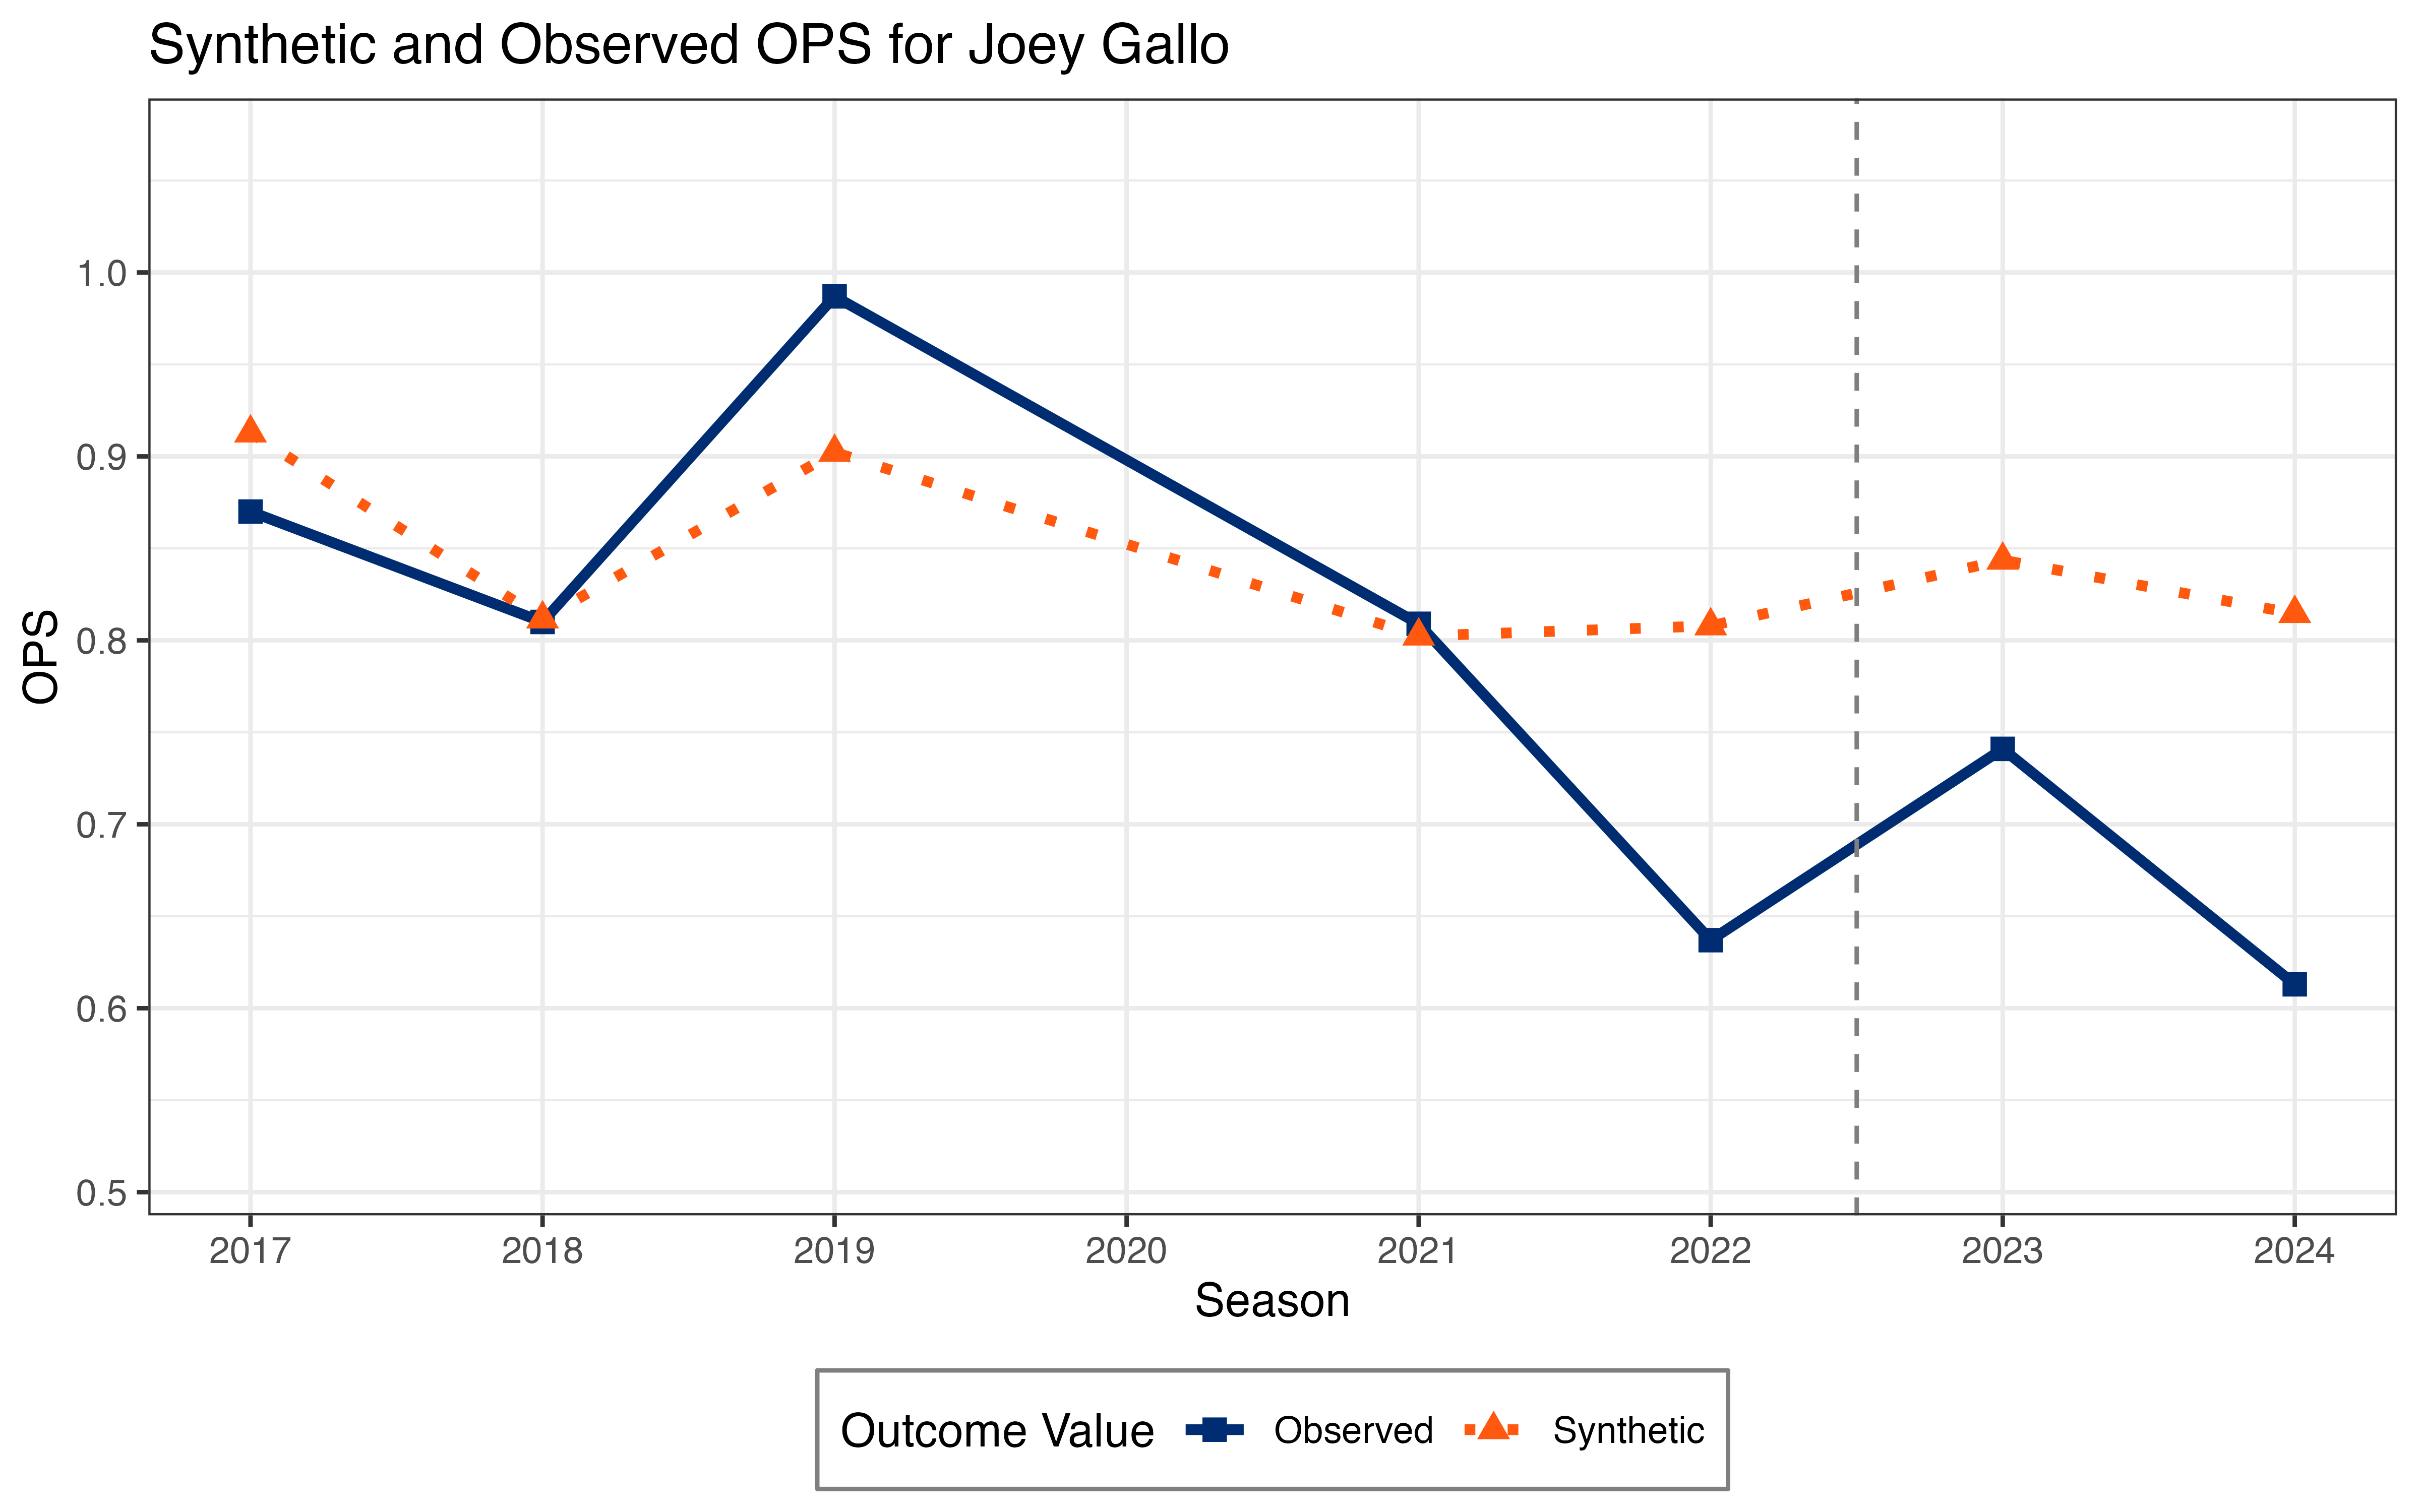 Synthetic and Observed OPS for Joey Gallo
1.0
0.9
0.8
0.7
0.6
0.5
OPS
2017 2018 2019 2020 2021 2022 2023 2024
Season
Outcome Value Observed Synthetic